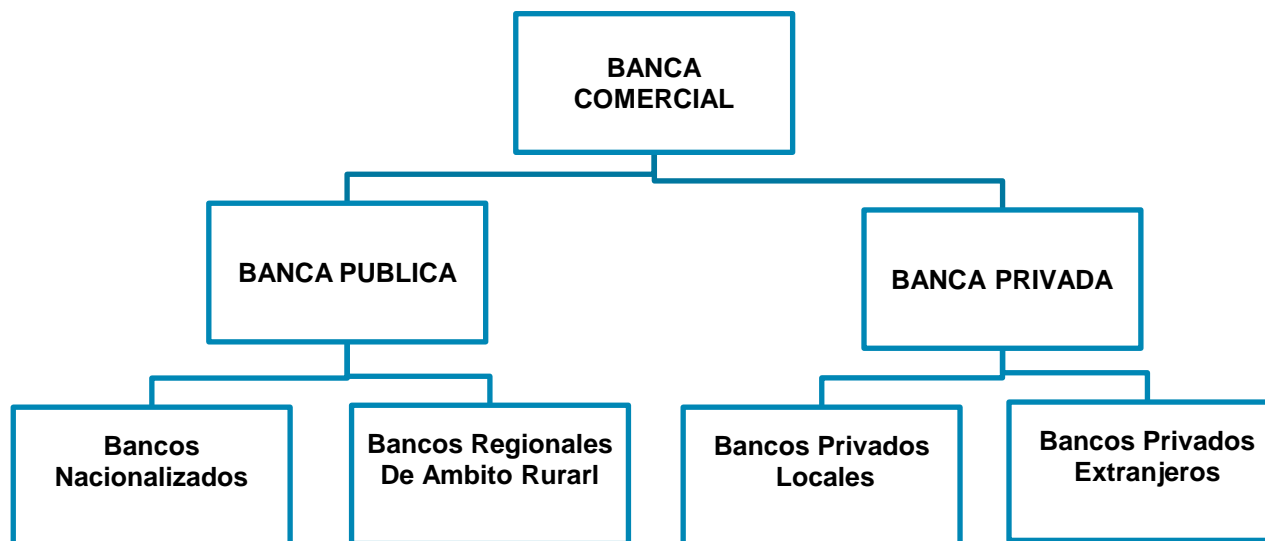 BANCA
COMERCIAL
BANCA PUBLICA
BANCA PRIVADA
Bancos
Nacionalizados
Bancos Regionales
De Ambito Rurarl
Bancos Privados
Locales
Bancos Privados
Extranjeros